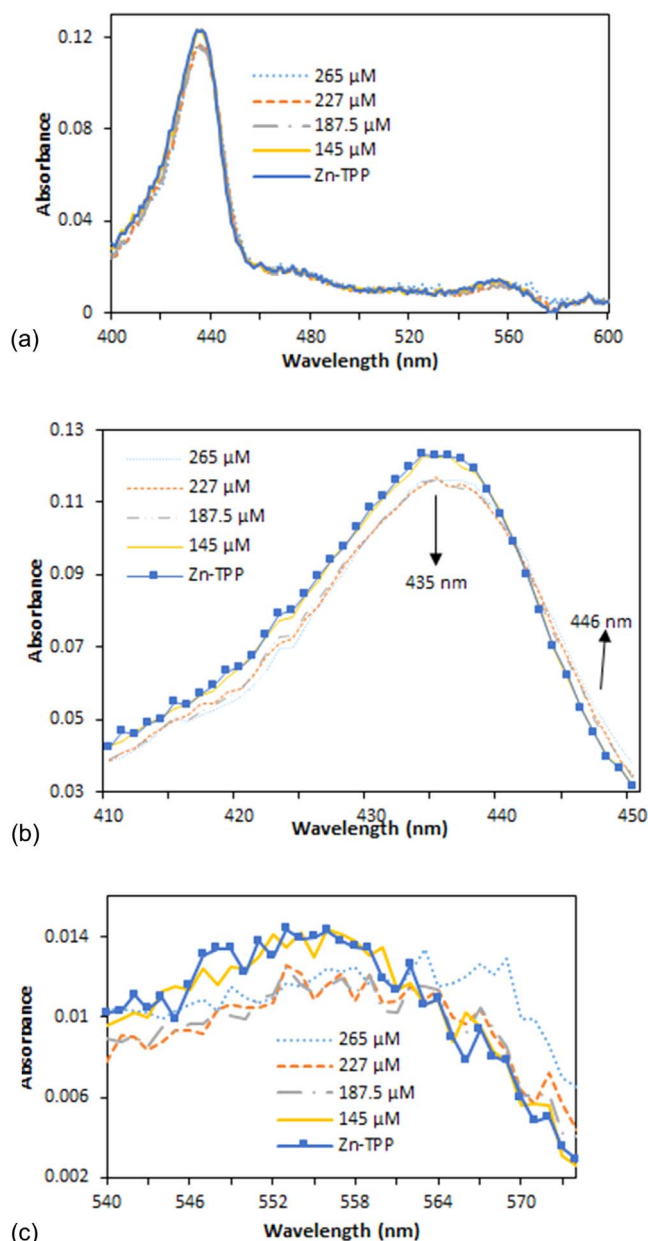 0.12
0.08
0.04
0
Absorbance
265 µM
227 µM
187.5 µM
145 µM
Zn-TPP
400 440 480 520 560 600
Wavelength (nm)
(a)
0.13
0.11
0.09
0.07
0.05
0.03
Absorbance
265 µM
227 µM
187.5 µM
145 µM
Zn-TPP
435 nm
446 nm
410 420 430 440 450
Wavelength (nm)
(b)
0.014
0.01
0.006
0.002
Absorbance
265 µM
227 µM
187.5 µM
145 µM
Zn-TPP
540 546 552 558 564 570
Wavelength (nm)
(c)